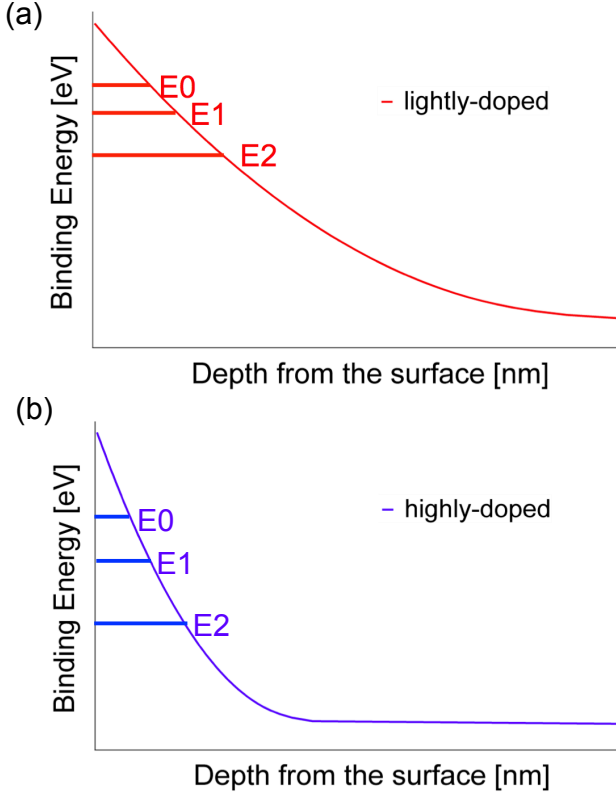 (a)
Binding Energy [eV]
E0
E1
E2
– lightly-doped
Depth from the surface [nm]
(b)
Binding Energy [eV]
E0
E1
E2
– highly-doped
Depth from the surface [nm]